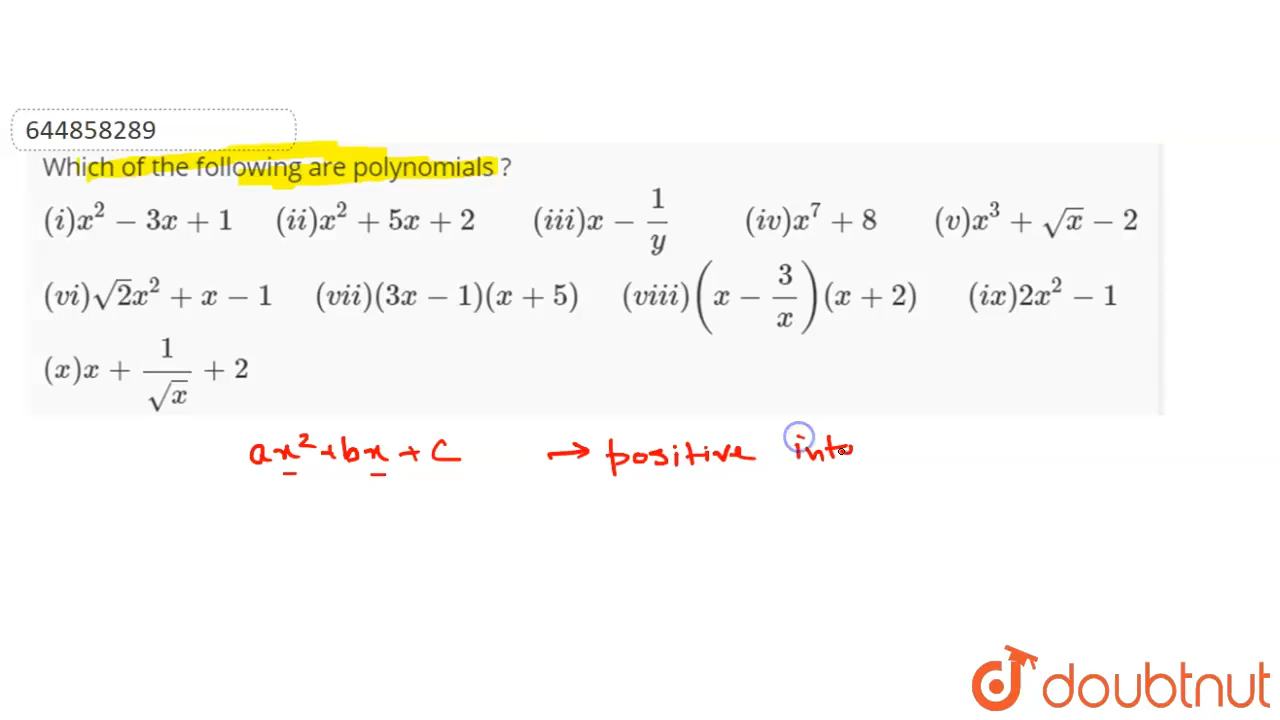 644858289
Which of the following are polynomials ?
(i)x² − 3x + 1 (ii)x² + 5x + 2 (iii)x − 1/y (iv)x⁷ + 8 (v)x³ + √x − 2
(vi)√2x² + x − 1 (vii)(3x − 1)(x + 5) (viii)(x − 3/x)(x + 2) (ix)2x² − 1
(x)x + 1/√x + 2
ax²+bx+c → positive inte
doubtnut